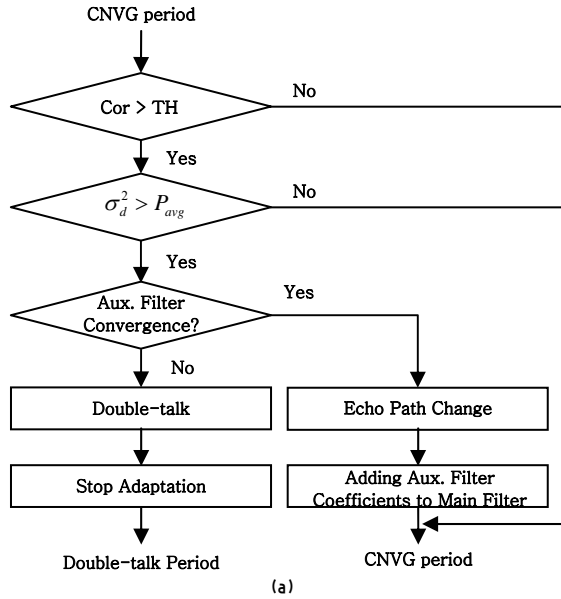 CNVG period
Cor > TH
No
Yes
σ_d^2 > P_avg
No
Yes
Aux. Filter
Convergence?
Yes
No
Double-talk
Echo Path Change
Stop Adaptation
Adding Aux. Filter
Coefficients to Main Filter
Double-talk Period
CNVG period
(a)